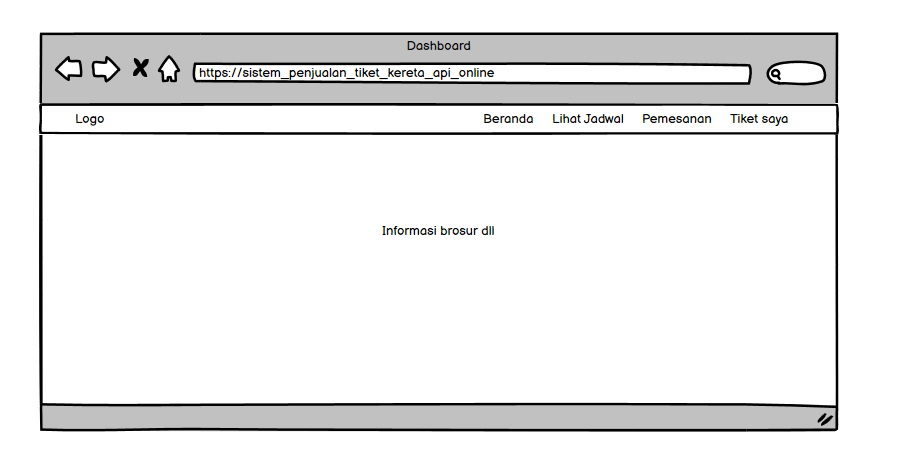 Dashboard
https://sistem_penjualan_tiket_kereta_api_online
Logo Beranda Lihat Jadwal Pemesanan Tiket saya
Informasi brosur dll